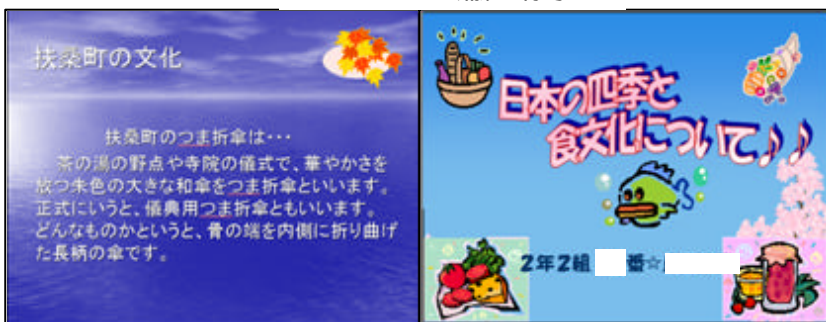 扶桑町の文化
扶桑町のつま折傘は・・・
茶の湯の野点や寺院の儀式で、華やかさを
放つ朱色の大きな和傘をつま折傘といいます。
正式にいうと、儀典用つま折傘ともいいます。
どんなものかというと、骨の端を内側に折り曲げ
た長柄の傘です。
日本の四季と
食文化について♪♪
2年2組 番☆